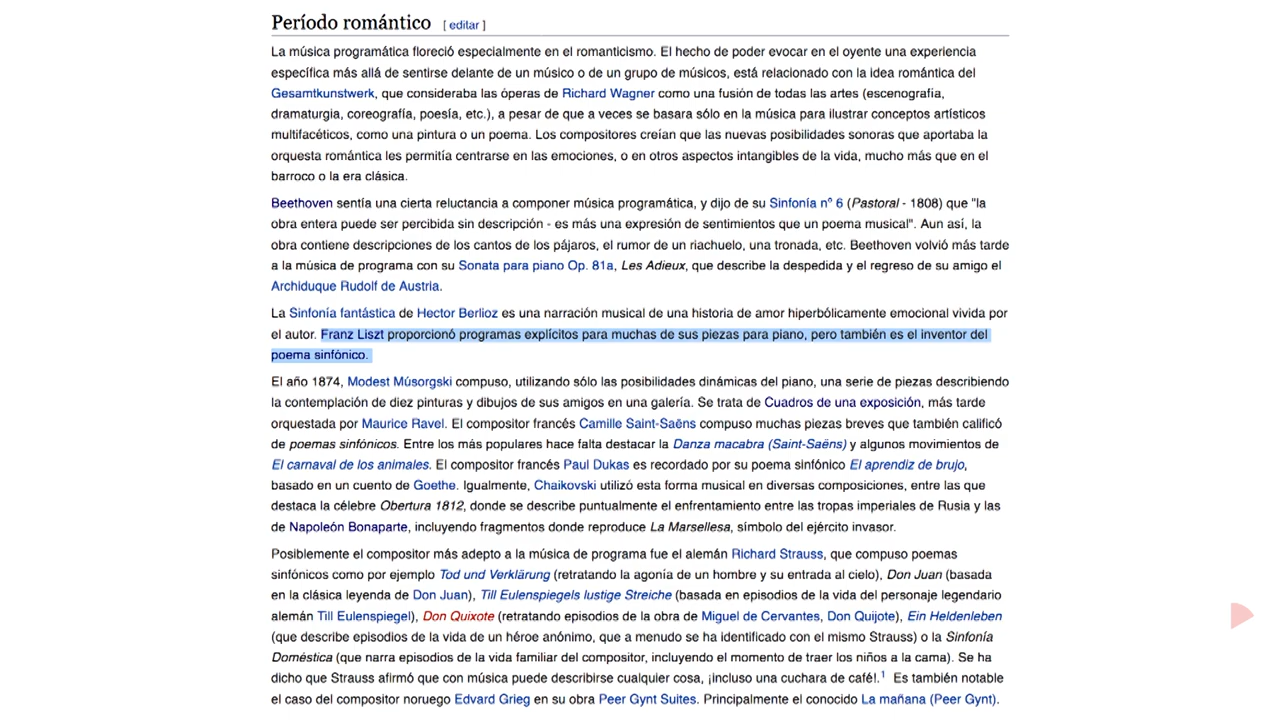 Período romántico [ editar ]
La música programática floreció especialmente en el romanticismo. El hecho de poder evocar en el oyente una experiencia
específica más allá de sentirse delante de un músico o de un grupo de músicos, está relacionado con la idea romántica del
Gesamtkunstwerk, que consideraba las óperas de Richard Wagner como una fusión de todas las artes (escenografía,
dramaturgia, coreografía, poesía, etc.), a pesar de que a veces se basara sólo en la música para ilustrar conceptos artísticos
multifacéticos, como una pintura o un poema. Los compositores creían que las nuevas posibilidades sonoras que aportaba la
orquesta romántica les permitía centrarse en las emociones, o en otros aspectos intangibles de la vida, mucho más que en el
barroco o la era clásica.
Beethoven sentía una cierta reluctancia a componer música programática, y dijo de su Sinfonía nº 6 (Pastoral - 1808) que "la
obra entera puede ser percibida sin descripción - es más una expresión de sentimientos que un poema musical". Aun así, la
obra contiene descripciones de los cantos de los pájaros, el rumor de un riachuelo, una tronada, etc. Beethoven volvió más tarde
a la música de programa con su Sonata para piano Op. 81a, Les Adieux, que describe la despedida y el regreso de su amigo el
Archiduque Rudolf de Austria.
La Sinfonía fantástica de Hector Berlioz es una narración musical de una historia de amor hiperbólicamente emocional vivida por
el autor. Franz Liszt proporcionó programas explícitos para muchas de sus piezas para piano, pero también es el inventor del
poema sinfónico.
El año 1874, Modest Músorgski compuso, utilizando sólo las posibilidades dinámicas del piano, una serie de piezas describiendo
la contemplación de diez pinturas y dibujos de sus amigos en una galería. Se trata de Cuadros de una exposición, más tarde
orquestada por Maurice Ravel. El compositor francés Camille Saint-Saëns compuso muchas piezas breves que también calificó
de poemas sinfónicos. Entre los más populares hace falta destacar la Danza macabra (Saint-Saëns) y algunos movimientos de
El carnaval de los animales. El compositor francés Paul Dukas es recordado por su poema sinfónico El aprendiz de brujo,
basado en un cuento de Goethe. Igualmente, Chaikovski utilizó esta forma musical en diversas composiciones, entre las que
destaca la célebre Obertura 1812, donde se describe puntualmente el enfrentamiento entre las tropas imperiales de Rusia y las
de Napoleón Bonaparte, incluyendo fragmentos donde reproduce La Marsellesa, símbolo del ejército invasor.
Posiblemente el compositor más adepto a la música de programa fue el alemán Richard Strauss, que compuso poemas
sinfónicos como por ejemplo Tod und Verklärung (retratando la agonía de un hombre y su entrada al cielo), Don Juan (basada
en la clásica leyenda de Don Juan), Till Eulenspiegels lustige Streiche (basada en episodios de la vida del personaje legendario
alemán Till Eulenspiegel), Don Quixote (retratando episodios de la obra de Miguel de Cervantes, Don Quijote), Ein Heldenleben
(que describe episodios de la vida de un héroe anónimo, que a menudo se ha identificado con el mismo Strauss) o la Sinfonía
Doméstica (que narra episodios de la vida familiar del compositor, incluyendo el momento de traer los niños a la cama). Se ha
dicho que Strauss afirmó que con música puede describirse cualquier cosa, ¡incluso una cuchara de café!.1 Es también notable
el caso del compositor noruego Edvard Grieg en su obra Peer Gynt Suites. Principalmente el conocido La mañana (Peer Gynt).